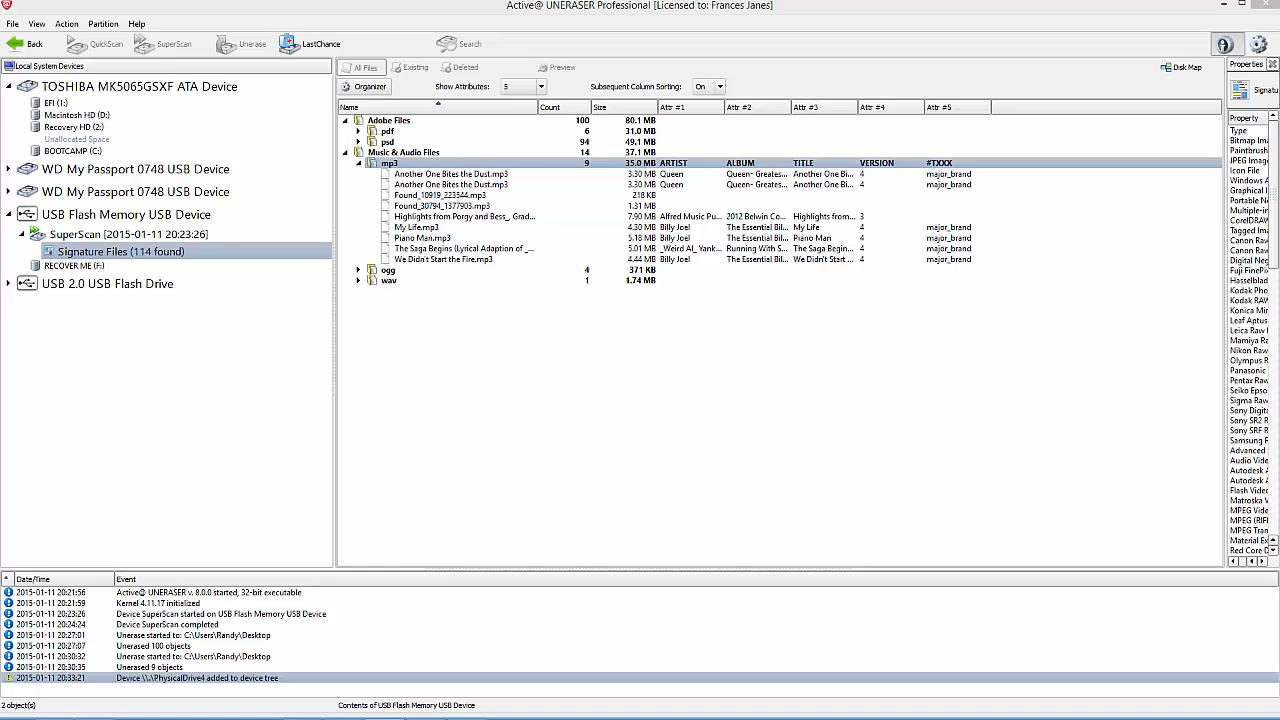 Active@ UNERASER Professional [Licensed to: Frances Janes]
File View Action Partition Help
Back QuickScan SuperScan Unerase LastChance Search
Local System Devices
TOSHIBA MK5065GSXF ATA Device
EFI (1:)
Macintosh HD (D:)
Recovery HD (2:)
Unallocated Space
BOOTCAMP (C:)
WD My Passport 0748 USB Device
WD My Passport 0748 USB Device
USB Flash Memory USB Device
SuperScan [2015-01-11 20:23:26]
Signature Files (114 found)
RECOVER ME (F:)
USB 2.0 USB Flash Drive
All Files Existing Deleted Preview Disk Map
Organizer Show Attributes: 5 Subsequent Column Sorting: On
Name Count Size Attr #1 Attr #2 Attr #3 Attr #4 Attr #5
Adobe Files 100 80.1 MB
pdf 6 31.0 MB
psd 94 49.1 MB
Music & Audio Files 14 37.1 MB
mp3 9 35.0 MB ARTIST ALBUM TITLE VERSION #TXXX
Another One Bites the Dust.mp3 3.30 MB Queen Queen- Greates... Another One Bi... 4 major_brand
Another One Bites the Dust.mp3 3.30 MB Queen Queen- Greates... Another One Bi... 4 major_brand
Found_10919_223544.mp3 218 KB
Found_30794_1377903.mp3 1.31 MB
Highlights from Porgy and Bess_ Grad... 7.90 MB Alfred Music Pu... 2012 Belwin Co... Highlights from... 3
My Life.mp3 4.30 MB Billy Joel The Essential Bil... My Life 4 major_brand
Piano Man.mp3 5.18 MB Billy Joel The Essential Bil... Piano Man 4 major_brand
The Saga Begins (Lyrical Adaption of _... 5.01 MB _Weird Al_ Yank... Running With S... The Saga Begin... 4 major_brand
We Didn't Start the Fire.mp3 4.44 MB Billy Joel The Essential Bil... We Didn't Start ... 4 major_brand
ogg 4 371 KB
wav 1 1.74 MB
Properties
Signatu
Property
Type
Bitmap Ima
Paintbrush
JPEG Image
Icon File
Windows A
Graphical I
Portable Ne
Multiple-in
CorelDRAW
Tagged Ima
Canon Raw
Canon Raw
Digital Neg
Fuji FinePix
Hasselblad
Kodak Pho
Kodak RAW
Konica Min
Leaf Aptus
Leica Raw I
Mamiya Ra
Nikon Raw
Olympus R
Panasonic
Pentax Raw
Sigma Raw
Sony Digita
Sony SR2 R
Sony SRF R
Samsung R
Advanced
Audio Vide
Autodesk A
Autodesk A
Flash Video
Matroska V
MPEG Vide
MPEG (RIFF
MPEG Tran
Material Ex
Red Core D
Date/Time Event
2015-01-11 20:21:56 Active@ UNERASER v. 8.0.0 started, 32-bit executable
2015-01-11 20:21:59 Kernel 4.11.17 initialized
2015-01-11 20:23:26 Device SuperScan started on USB Flash Memory USB Device
2015-01-11 20:24:24 Device SuperScan completed
2015-01-11 20:27:01 Unerase started to: C:\Users\Randy\Desktop
2015-01-11 20:27:07 Unerased 100 objects
2015-01-11 20:30:32 Unerase started to: C:\Users\Randy\Desktop
2015-01-11 20:30:35 Unerased 9 objects
2015-01-11 20:33:21 Device \\.\PhysicalDrive4 added to device tree
2 object(s) Contents of USB Flash Memory USB Device